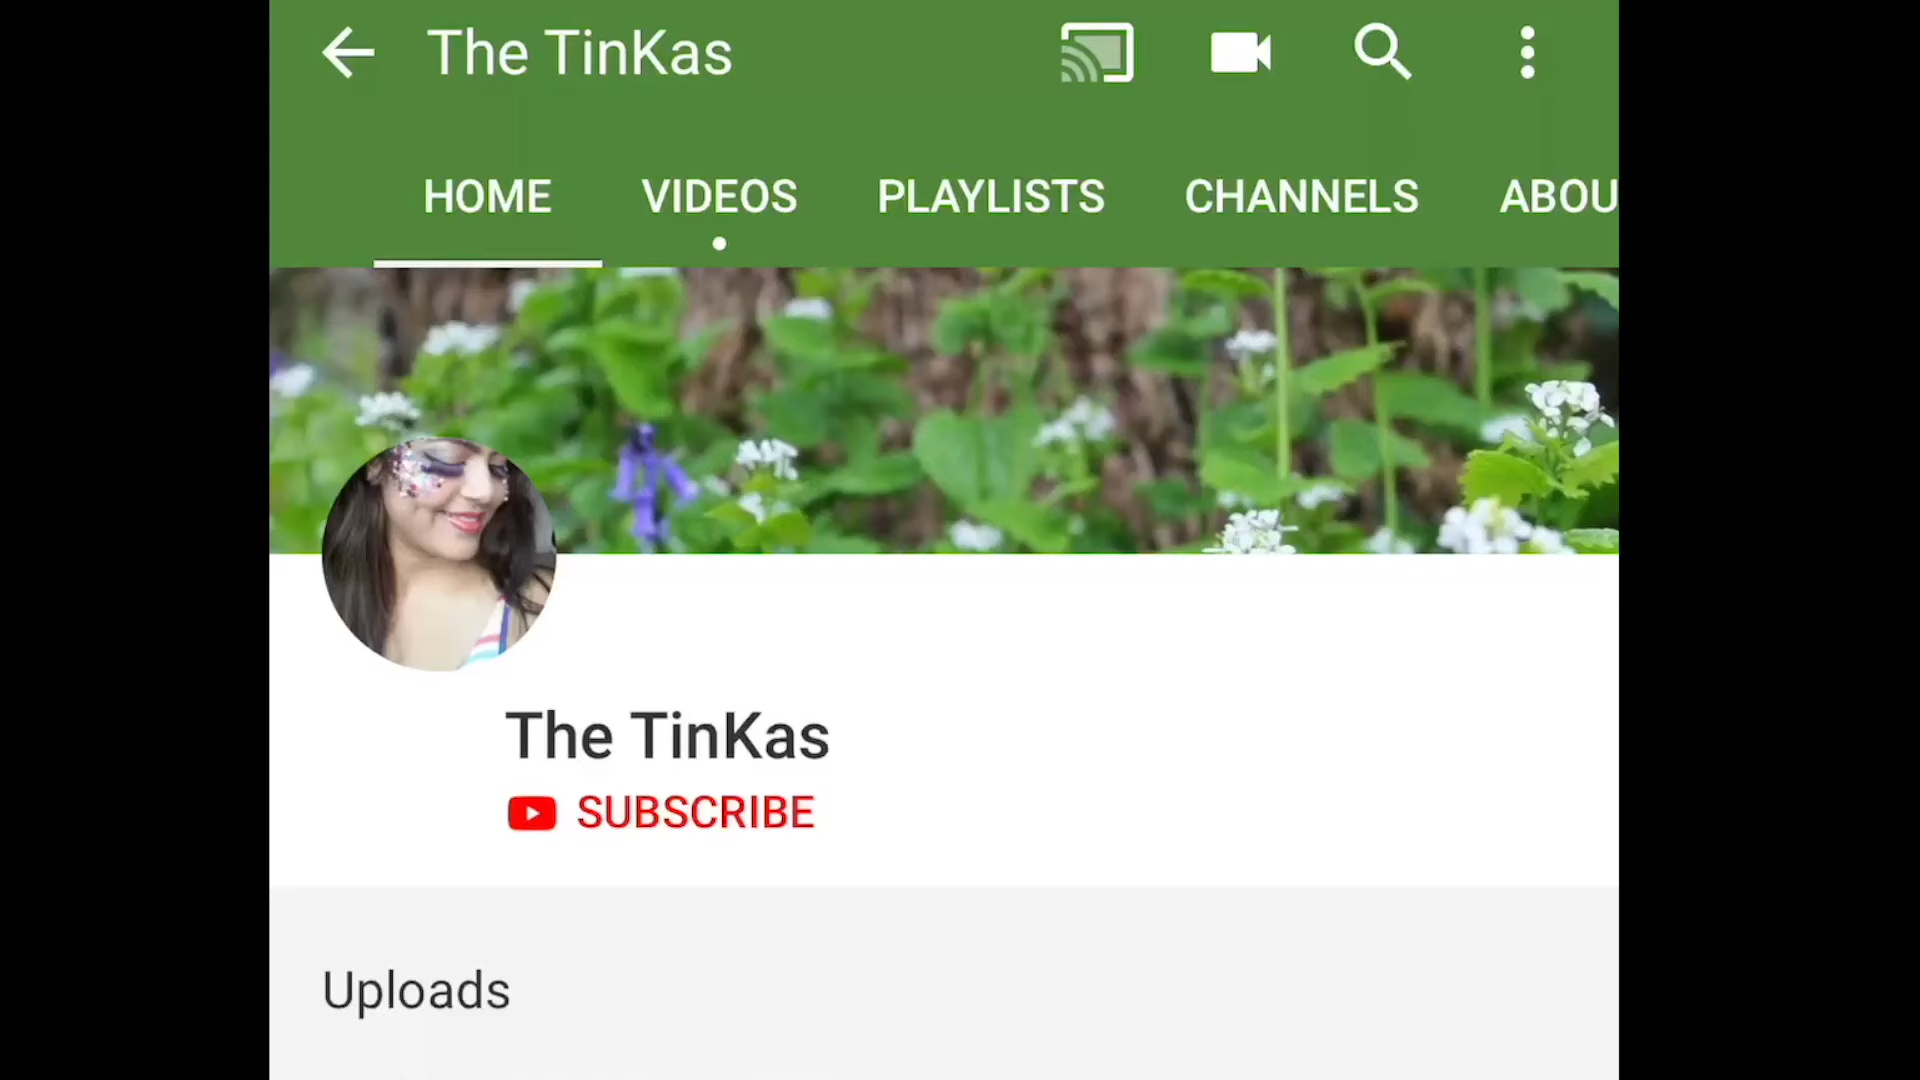 The TinKas
HOME VIDEOS PLAYLISTS CHANNELS ABOU
The TinKas
SUBSCRIBE
Uploads